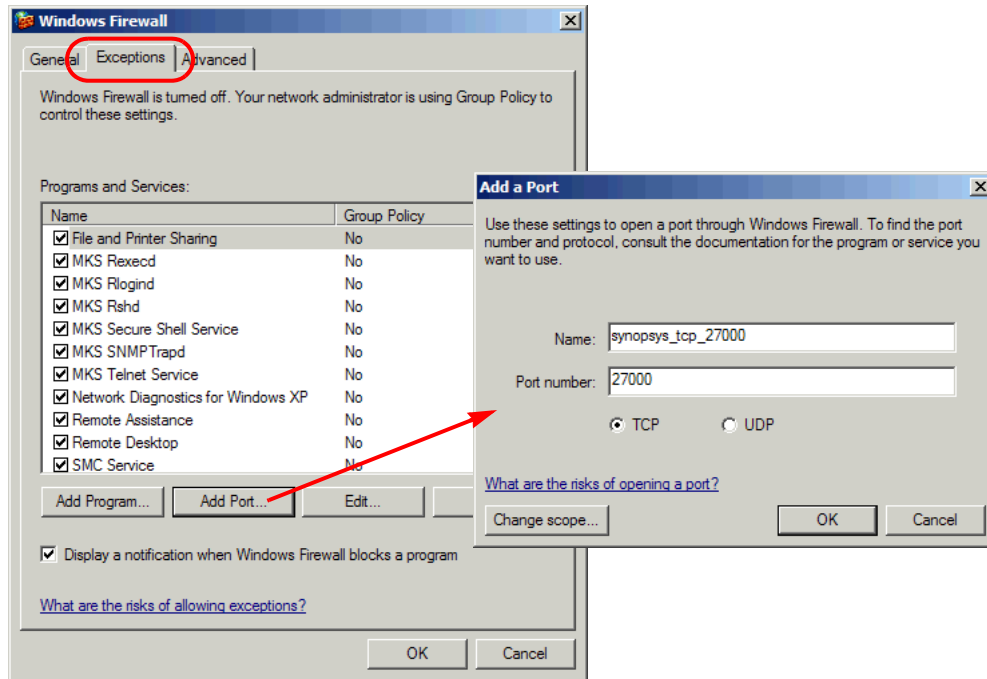 Windows Firewall
General
Exceptions
Advanced
Windows Firewall is turned off. Your network administrator is using Group Policy to
control these settings.
Programs and Services:
Name Group Policy
File and Printer Sharing No
MKS Rexecd No
MKS Rlogind No
MKS Rshd No
MKS Secure Shell Service No
MKS SNMPTrapd No
MKS Telnet Service No
Network Diagnostics for Windows XP No
Remote Assistance No
Remote Desktop No
SMC Service No
Add Program...
Add Port...
Edit...
Display a notification when Windows Firewall blocks a program
What are the risks of allowing exceptions?
OK
Cancel
Add a Port
Use these settings to open a port through Windows Firewall. To find the port
number and protocol, consult the documentation for the program or service you
want to use.
Name: synopsys_tcp_27000
Port number: 27000
TCP
UDP
What are the risks of opening a port?
Change scope...
OK
Cancel